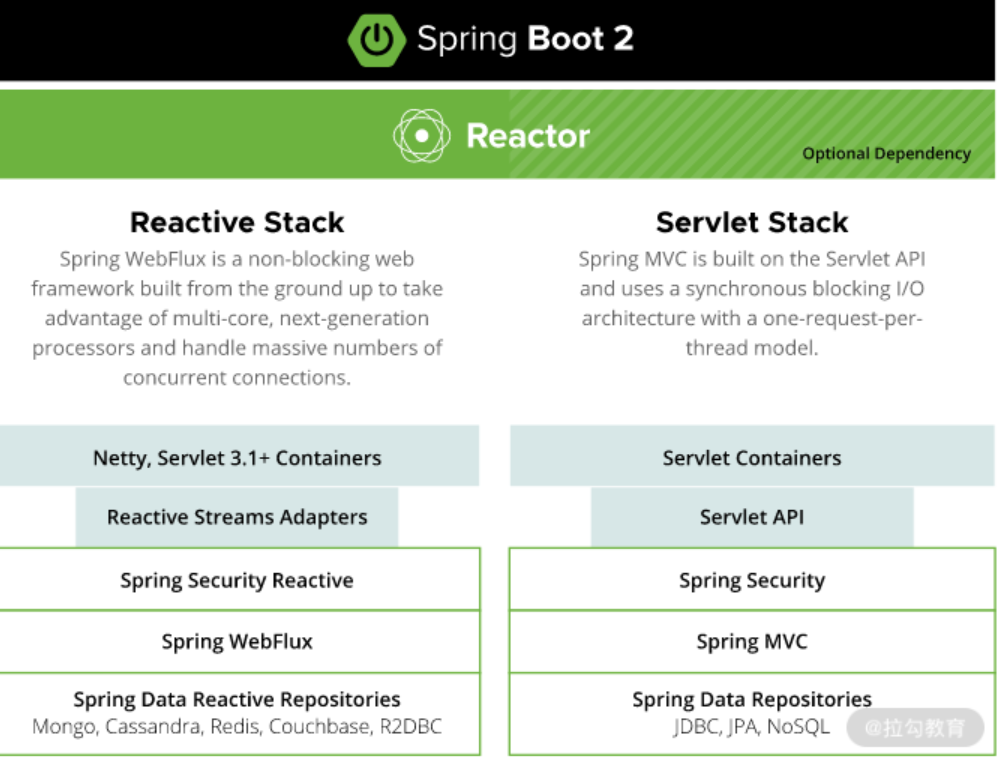 Spring Boot 2
Reactor
Optional Dependency
Reactive Stack
Spring WebFlux is a non-blocking web
framework built from the ground up to take
advantage of multi-core, next-generation
processors and handle massive numbers of
concurrent connections.
Netty, Servlet 3.1+ Containers
Reactive Streams Adapters
Spring Security Reactive
Spring WebFlux
Spring Data Reactive Repositories
Mongo, Cassandra, Redis, Couchbase, R2DBC
Servlet Stack
Spring MVC is built on the Servlet API
and uses a synchronous blocking I/O
architecture with a one-request-per-
thread model.
Servlet Containers
Servlet API
Spring Security
Spring MVC
Spring Data Repositories
JDBC, JPA, NoSQL
@拉勾教育